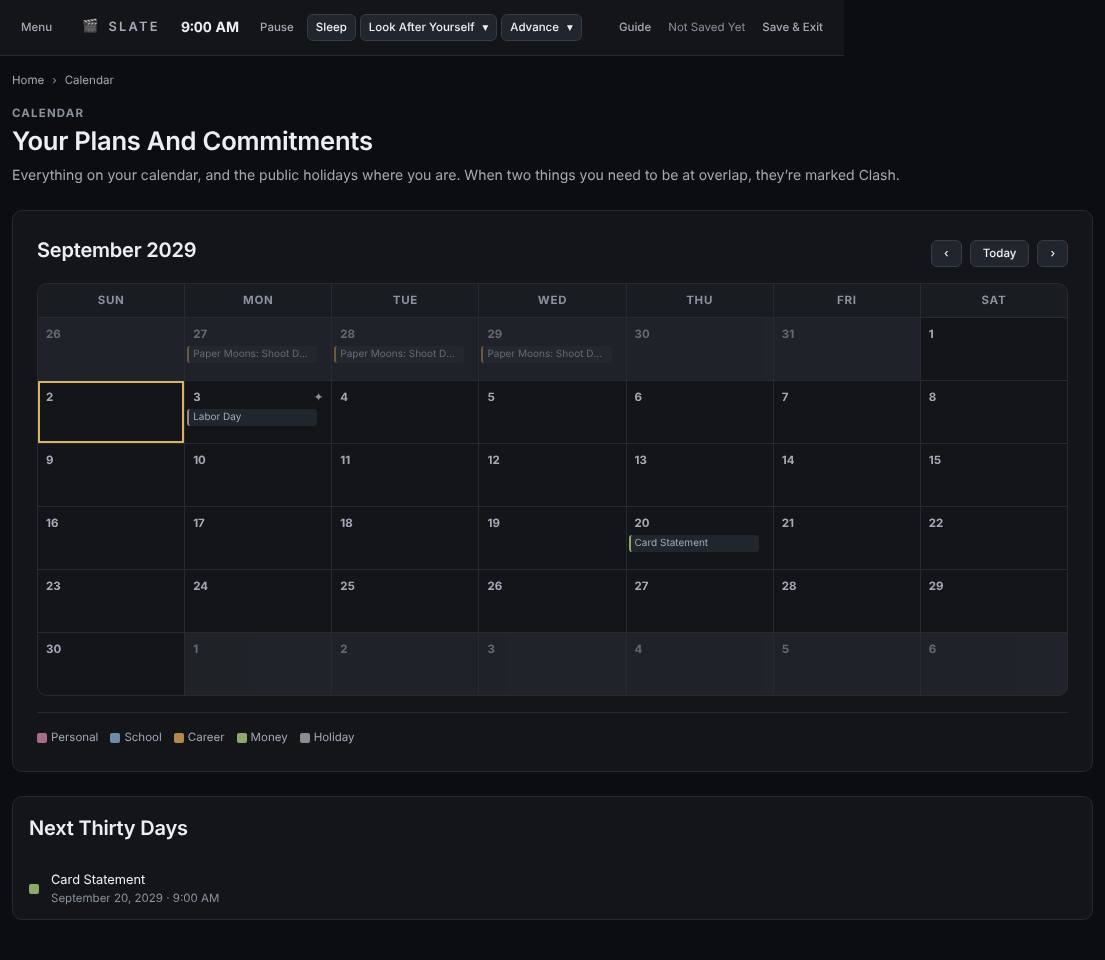 Menu 🎬 SLATE 9:00 AM Pause Sleep Look After Yourself ▾ Advance ▾ Guide Not Saved Yet Save & Exit
Home › Calendar
CALENDAR
Your Plans And Commitments
Everything on your calendar, and the public holidays where you are. When two things you need to be at overlap, they’re marked Clash.
September 2029 ‹ Today ›
SUN MON TUE WED THU FRI SAT
26 27 28 29 30 31 1
Paper Moons: Shoot D... Paper Moons: Shoot D... Paper Moons: Shoot D...
2 3 ✦ 4 5 6 7 8
Labor Day
9 10 11 12 13 14 15
16 17 18 19 20 21 22
Card Statement
23 24 25 26 27 28 29
30 1 2 3 4 5 6
Personal School Career Money Holiday
Next Thirty Days
Card Statement
September 20, 2029 · 9:00 AM